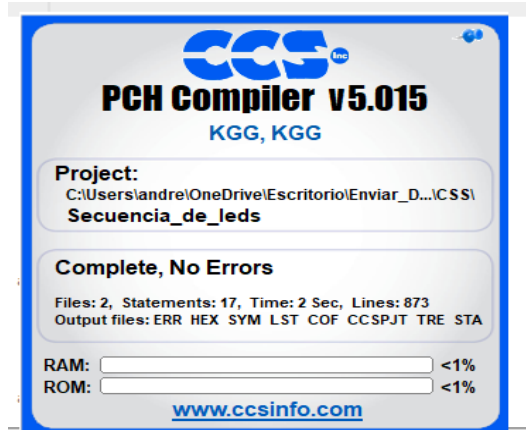 CCS Inc
PCH Compiler v5.015
KGG, KGG
Project:
C:\Users\andre\OneDrive\Escritorio\Enviar_D...\CSS\
Secuencia_de_leds
Complete, No Errors
Files: 2, Statements: 17, Time: 2 Sec, Lines: 873
Output files: ERR HEX SYM LST COF CCSPJT TRE STA
RAM: <1%
ROM: <1%
www.ccsinfo.com